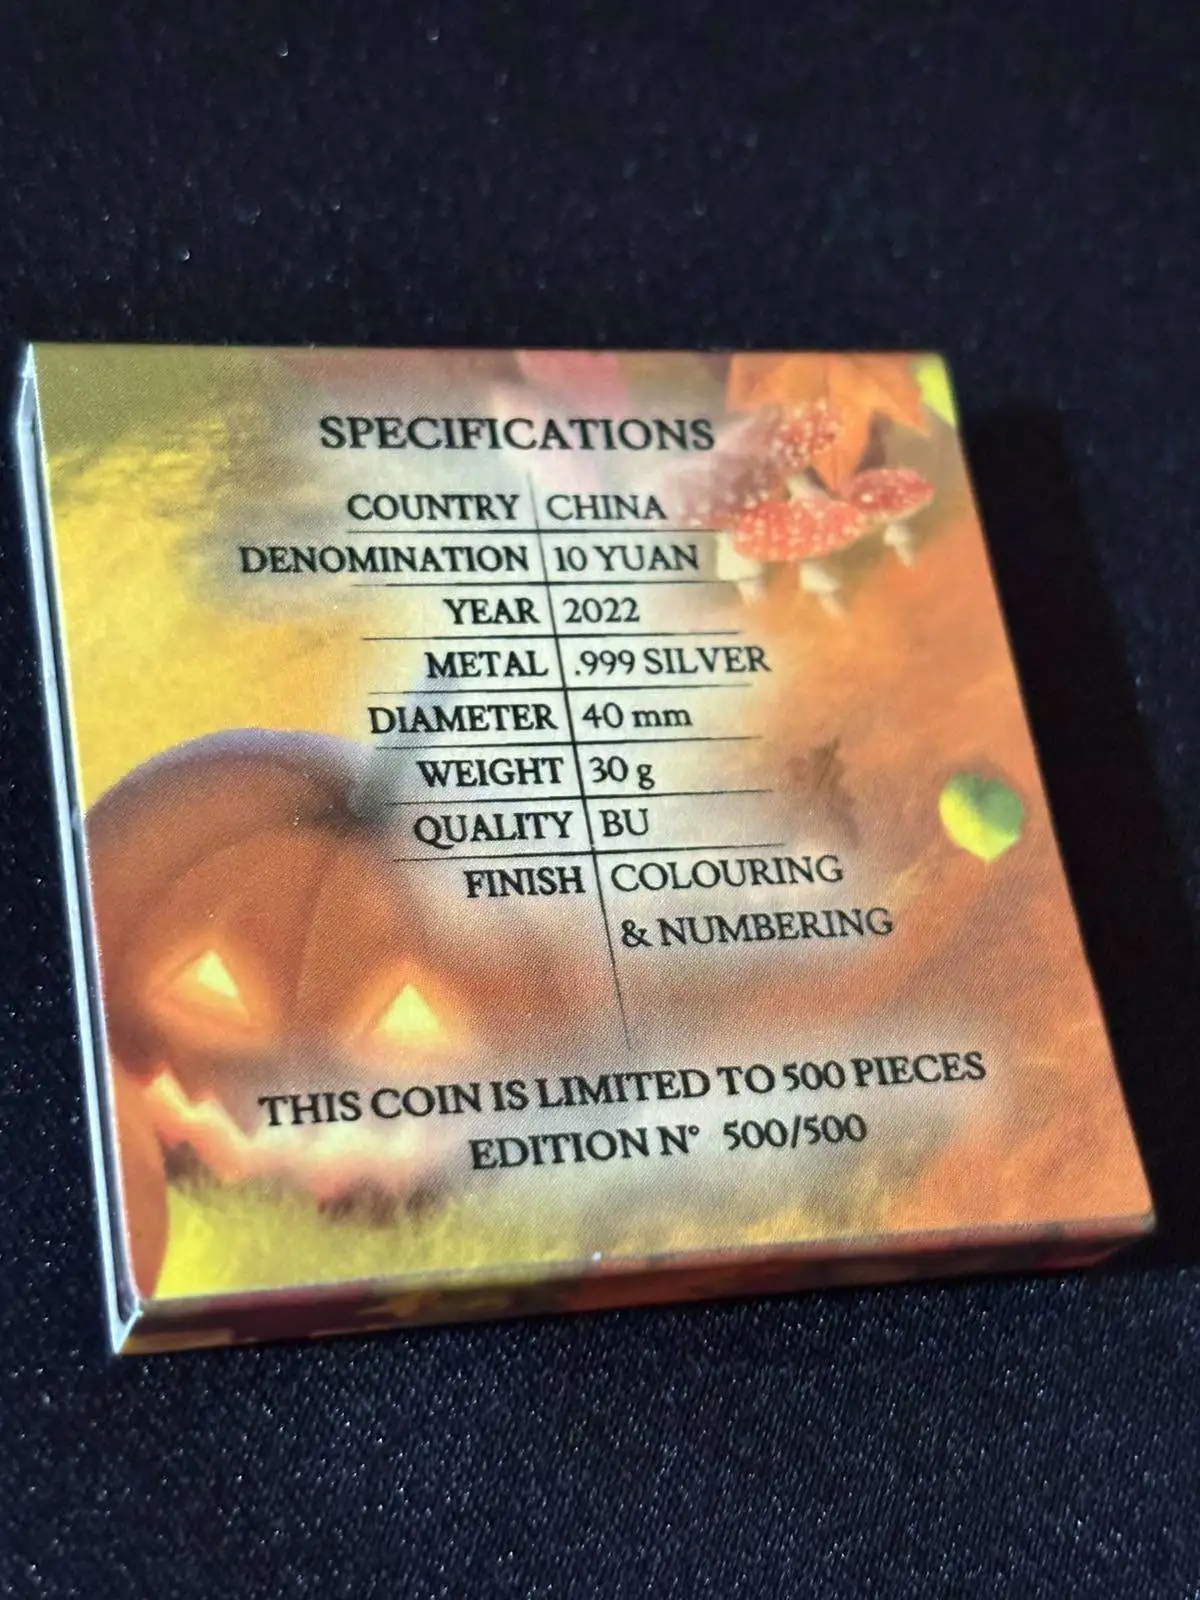 SPECIFICATIONS
COUNTRY CHINA
DENOMINATION 10 YUAN
YEAR 2022
METAL .999 SILVER
DIAMETER 40 mm
WEIGHT 30 g
QUALITY BU
FINISH COLOURING
& NUMBERING
THIS COIN IS LIMITED TO 500 PIECES
EDITION N° 500/500